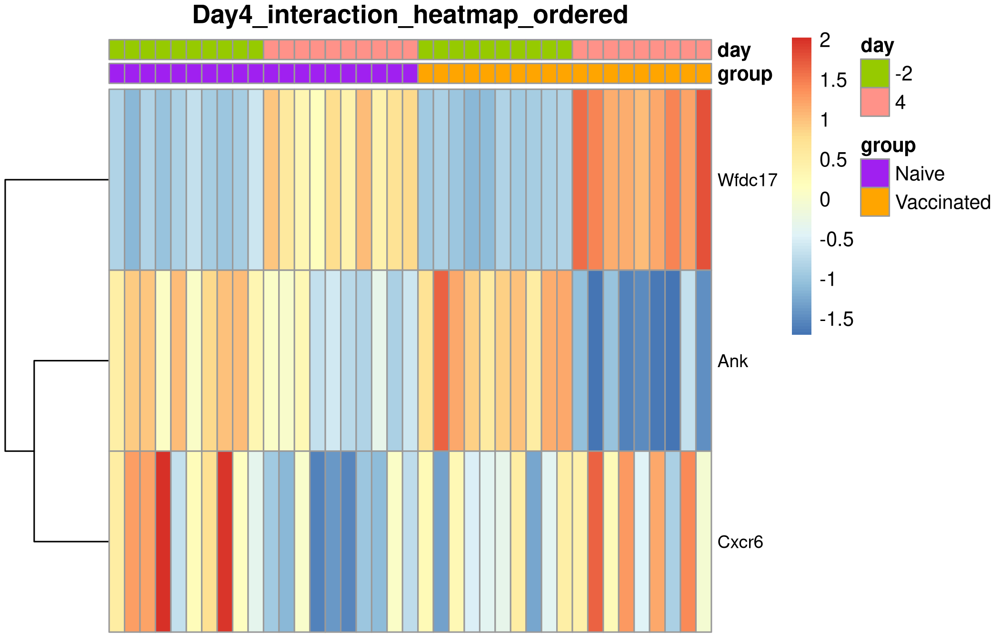 Day4_interaction_heatmap_ordered
day
group
Wfdc17
Ank
Cxcr6
2
1.5
1
0.5
0
-0.5
-1
-1.5
day
-2
4
group
Naive
Vaccinated